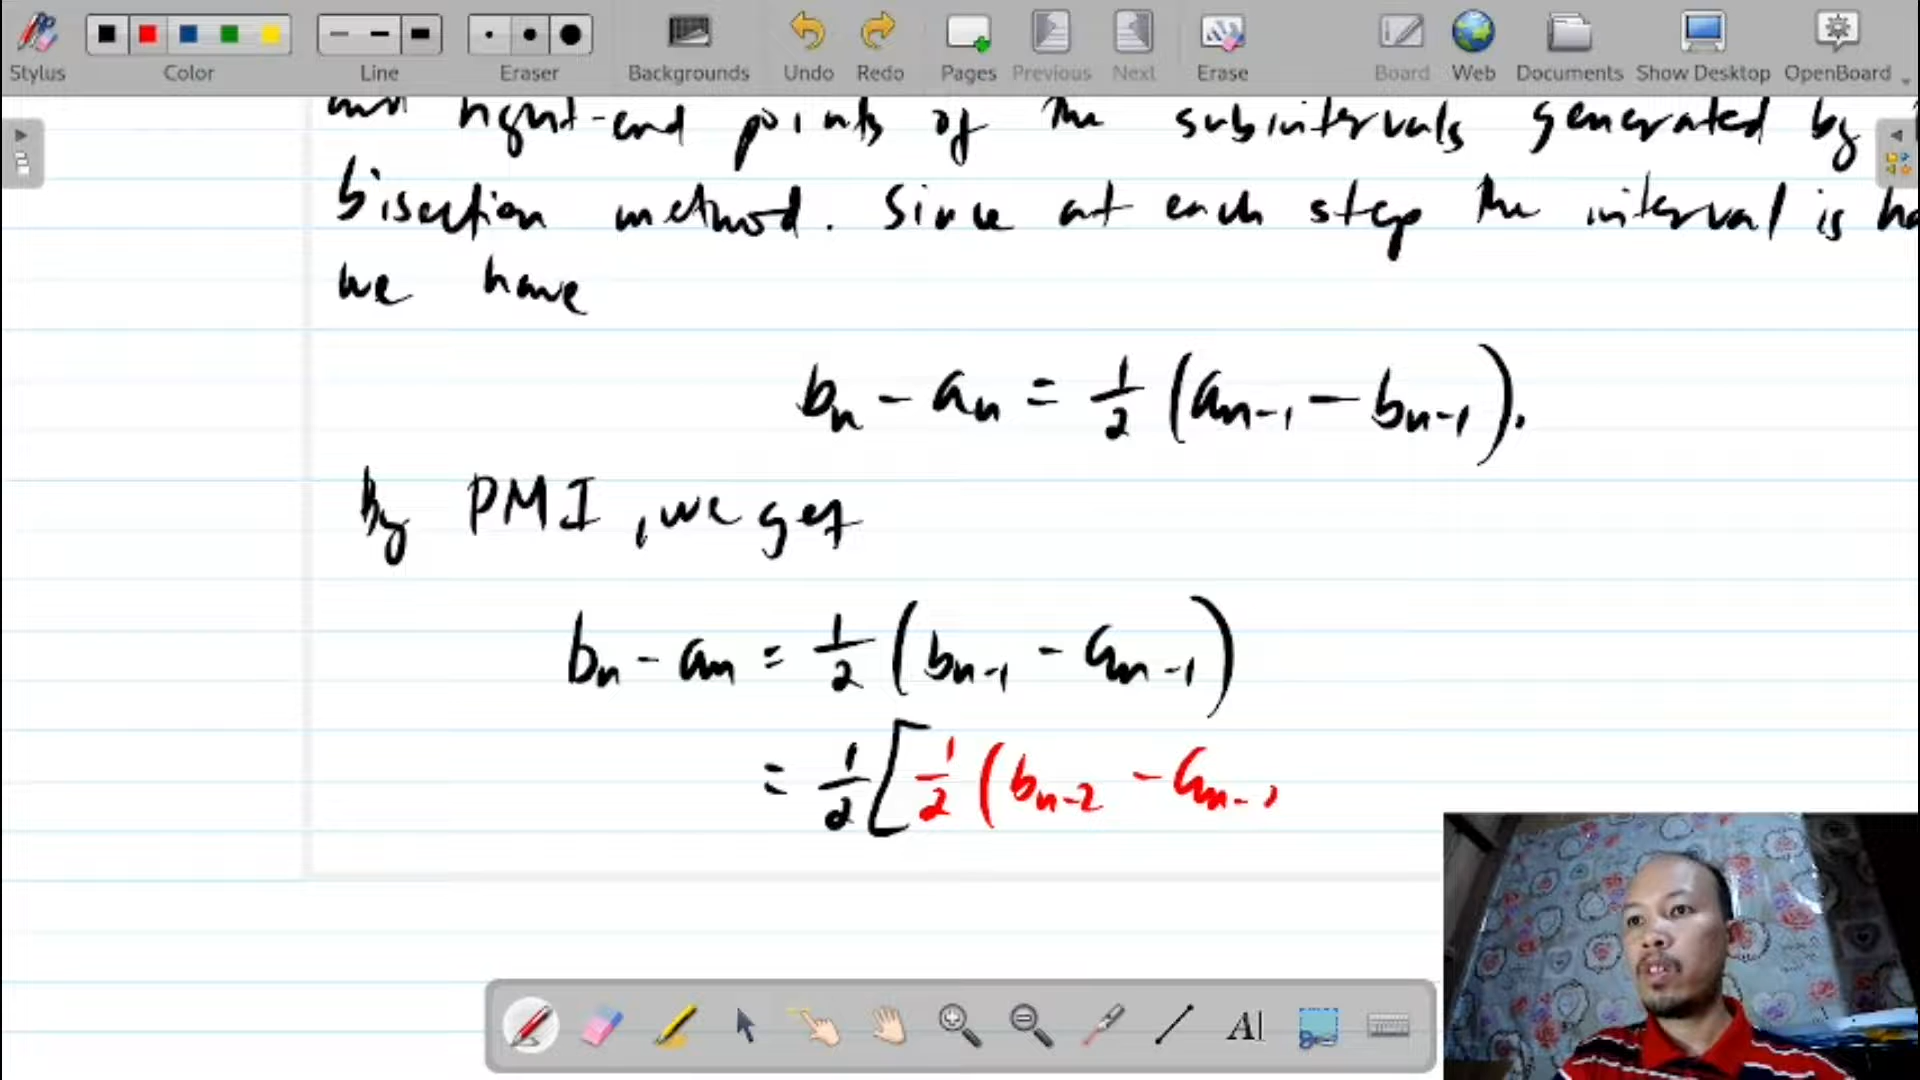 Stylus Color Line Eraser Backgrounds Undo Redo Pages Previous Next Erase Board Web Documents Show Desktop OpenBoard
and right-end points of the subintervals generated by
bisection method. Since at each step the interval is ha
we have
bₙ - aₙ = 1/2 (aₙ₋₁ - bₙ₋₁).
By PMI, we get
bₙ - aₙ = 1/2 (bₙ₋₁ - aₙ₋₁)
= 1/2 [1/2 (bₙ₋₂ - aₙ₋
AI